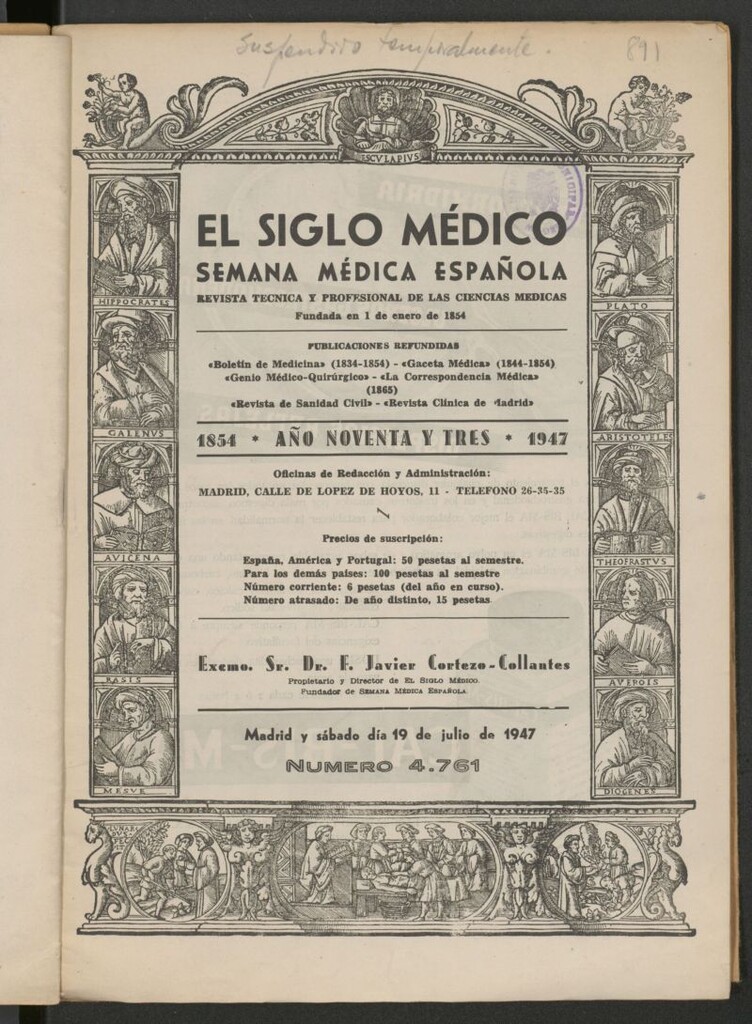 Suspendido temporalmente. 891
ESCULAPIUS
EL SIGLO MÉDICO
SEMANA MÉDICA ESPAÑOLA
REVISTA TECNICA Y PROFESIONAL DE LAS CIENCIAS MEDICAS
Fundada en 1 de enero de 1854
PUBLICACIONES REFUNDIDAS
«Boletín de Medicina» (1834-1854) - «Gaceta Médica» (1844-1854)
«Genio Médico-Quirúrgico» - «La Correspondencia Médica»
(1865)
«Revista de Sanidad Civil» - «Revista Clínica de Madrid»
1854 * AÑO NOVENTA Y TRES * 1947
Oficinas de Redacción y Administración:
MADRID, CALLE DE LOPEZ DE HOYOS, 11 - TELEFONO 26-35-35
Precios de suscripción:
España, América y Portugal: 50 pesetas al semestre.
Para los demás países: 100 pesetas al semestre
Número corriente: 6 pesetas (del año en curso).
Número atrasado: De año distinto, 15 pesetas
Excmo. Sr. Dr. F. Javier Cortezo-Collantes
Propietario y Director de EL SIGLO MÉDICO.
Fundador de SEMANA MÉDICA ESPAÑOLA.
Madrid y sábado día 19 de julio de 1947
NUMERO 4.761
HIPPOCRATES
GALENVS
AVICENA
RASIS
MESVE
PLATO
ARISTOTELES
THEOFRASTVS
AVEROIS
DIOGENES